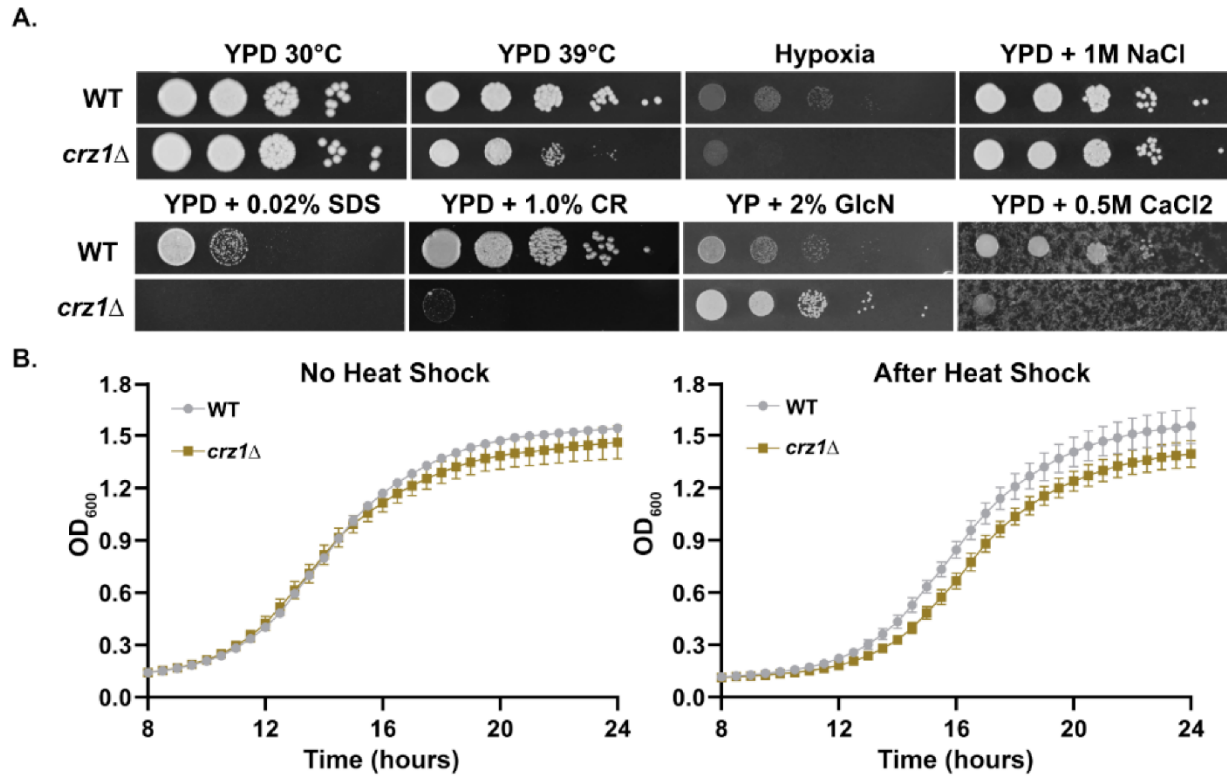 A.
YPD 30°C YPD 39°C Hypoxia YPD + 1M NaCl
WT
crz1Δ
YPD + 0.02% SDS YPD + 1.0% CR YP + 2% GlcN YPD + 0.5M CaCl2
WT
crz1Δ
B.
No Heat Shock
WT
crz1Δ
OD600
1.8
1.5
1.2
0.9
0.6
0.3
0.0
8 12 16 20 24
Time (hours)
After Heat Shock
WT
crz1Δ
OD600
1.8
1.5
1.2
0.9
0.6
0.3
0.0
8 12 16 20 24
Time (hours)